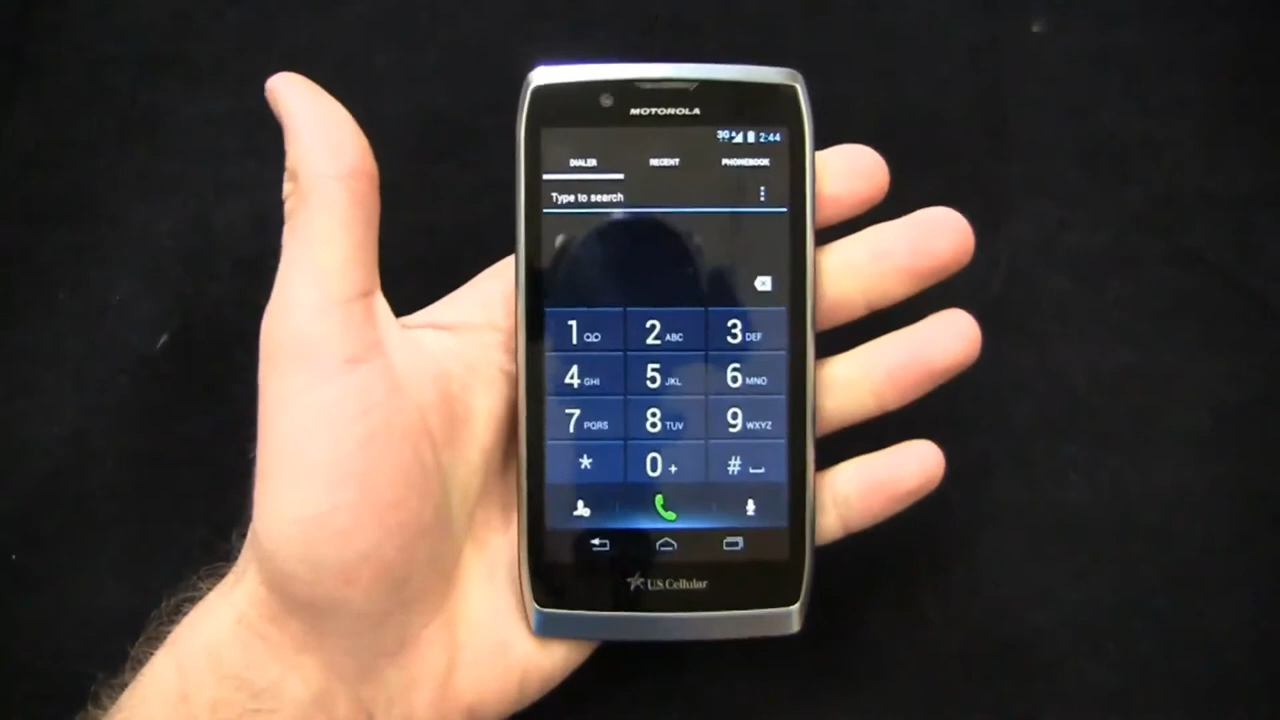 MOTOROLA
3G 2:44
DIALER RECENT PHONEBOOK
Type to search
1 2 ABC 3 DEF
4 GHI 5 JKL 6 MNO
7 PQRS 8 TUV 9 WXYZ
* 0 + #
US Cellular